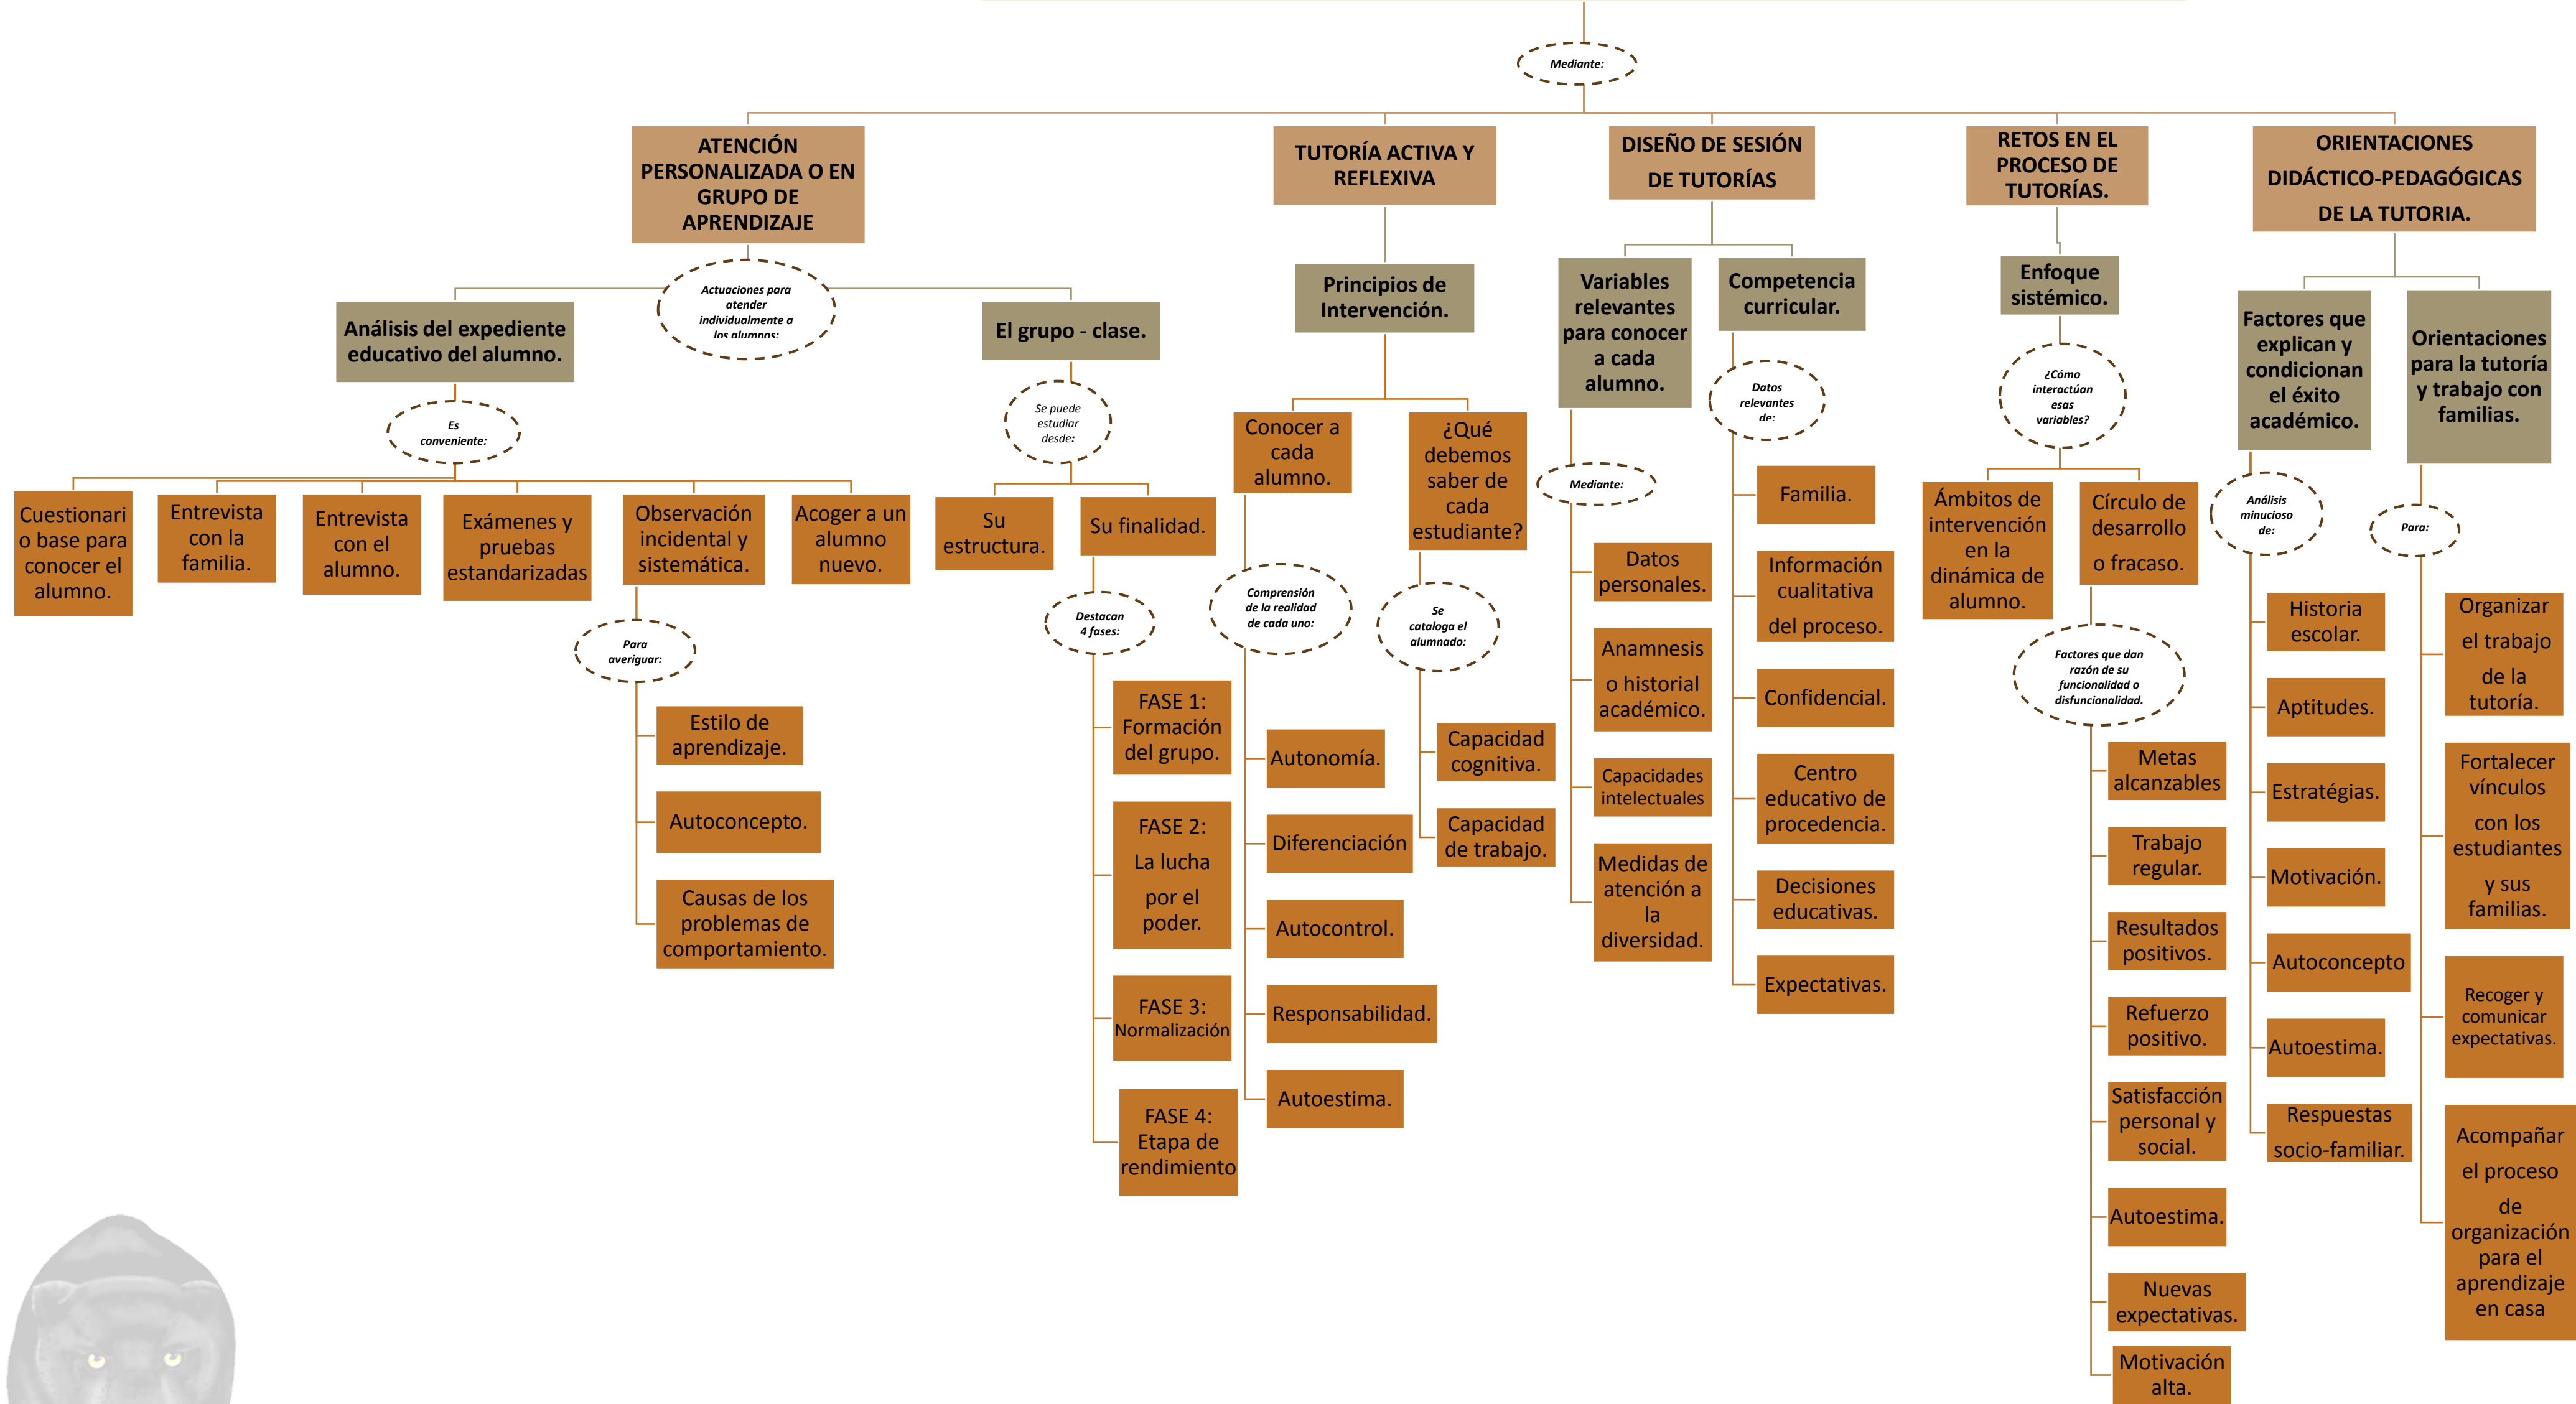 Mediante:
ATENCIÓN
PERSONALIZADA O EN
GRUPO DE
APRENDIZAJE
Actuaciones para
atender
individualmente a
los alumnos:
Análisis del expediente
educativo del alumno.
Es
conveniente:
Cuestionari
o base para
conocer el
alumno.
Entrevista
con la
familia.
Entrevista
con el
alumno.
Exámenes y
pruebas
estandarizadas
Observación
incidental y
sistemática.
Para
averiguar:
Estilo de
aprendizaje.
Autoconcepto.
Causas de los
problemas de
comportamiento.
Acoger a un
alumno
nuevo.
El grupo - clase.
Se puede
estudiar
desde:
Su
estructura.
Su finalidad.
Destacan
4 fases:
FASE 1:
Formación
del grupo.
FASE 2:
La lucha
por el
poder.
FASE 3:
Normalización
FASE 4:
Etapa de
rendimiento
TUTORÍA ACTIVA Y
REFLEXIVA
Principios de
Intervención.
Conocer a
cada
alumno.
Comprensión
de la realidad
de cada uno:
Autonomía.
Diferenciación
Autocontrol.
Responsabilidad.
Autoestima.
¿Qué
debemos
saber de
cada
estudiante?
Se
cataloga el
alumnado:
Capacidad
cognitiva.
Capacidad
de trabajo.
DISEÑO DE SESIÓN
DE TUTORÍAS
Variables
relevantes
para conocer
a cada
alumno.
Mediante:
Datos
personales.
Anamnesis
o historial
académico.
Capacidades
intelectuales
Medidas de
atención a
la
diversidad.
Competencia
curricular.
Datos
relevantes
de:
Familia.
Información
cualitativa
del proceso.
Confidencial.
Centro
educativo de
procedencia.
Decisiones
educativas.
Expectativas.
RETOS EN EL
PROCESO DE
TUTORÍAS.
Enfoque
sistémico.
¿Cómo
interactúan
esas
variables?
Ámbitos de
intervención
en la
dinámica de
alumno.
Círculo de
desarrollo
o fracaso.
Factores que dan
razón de su
funcionalidad o
disfuncionalidad.
Metas
alcanzables
Trabajo
regular.
Resultados
positivos.
Refuerzo
positivo.
Satisfacción
personal y
social.
Autoestima.
Nuevas
expectativas.
Motivación
alta.
ORIENTACIONES
DIDÁCTICO-PEDAGÓGICAS
DE LA TUTORIA.
Factores que
explican y
condicionan
el éxito
académico.
Análisis
minucioso
de:
Historia
escolar.
Aptitudes.
Estratégias.
Motivación.
Autoconcepto
Autoestima.
Respuestas
socio-familiar.
Orientaciones
para la tutoría
y trabajo con
familias.
Para:
Organizar
el trabajo
de la
tutoría.
Fortalecer
vínculos
con los
estudiantes
y sus
familias.
Recoger y
comunicar
expectativas.
Acompañar
el proceso
de
organización
para el
aprendizaje
en casa